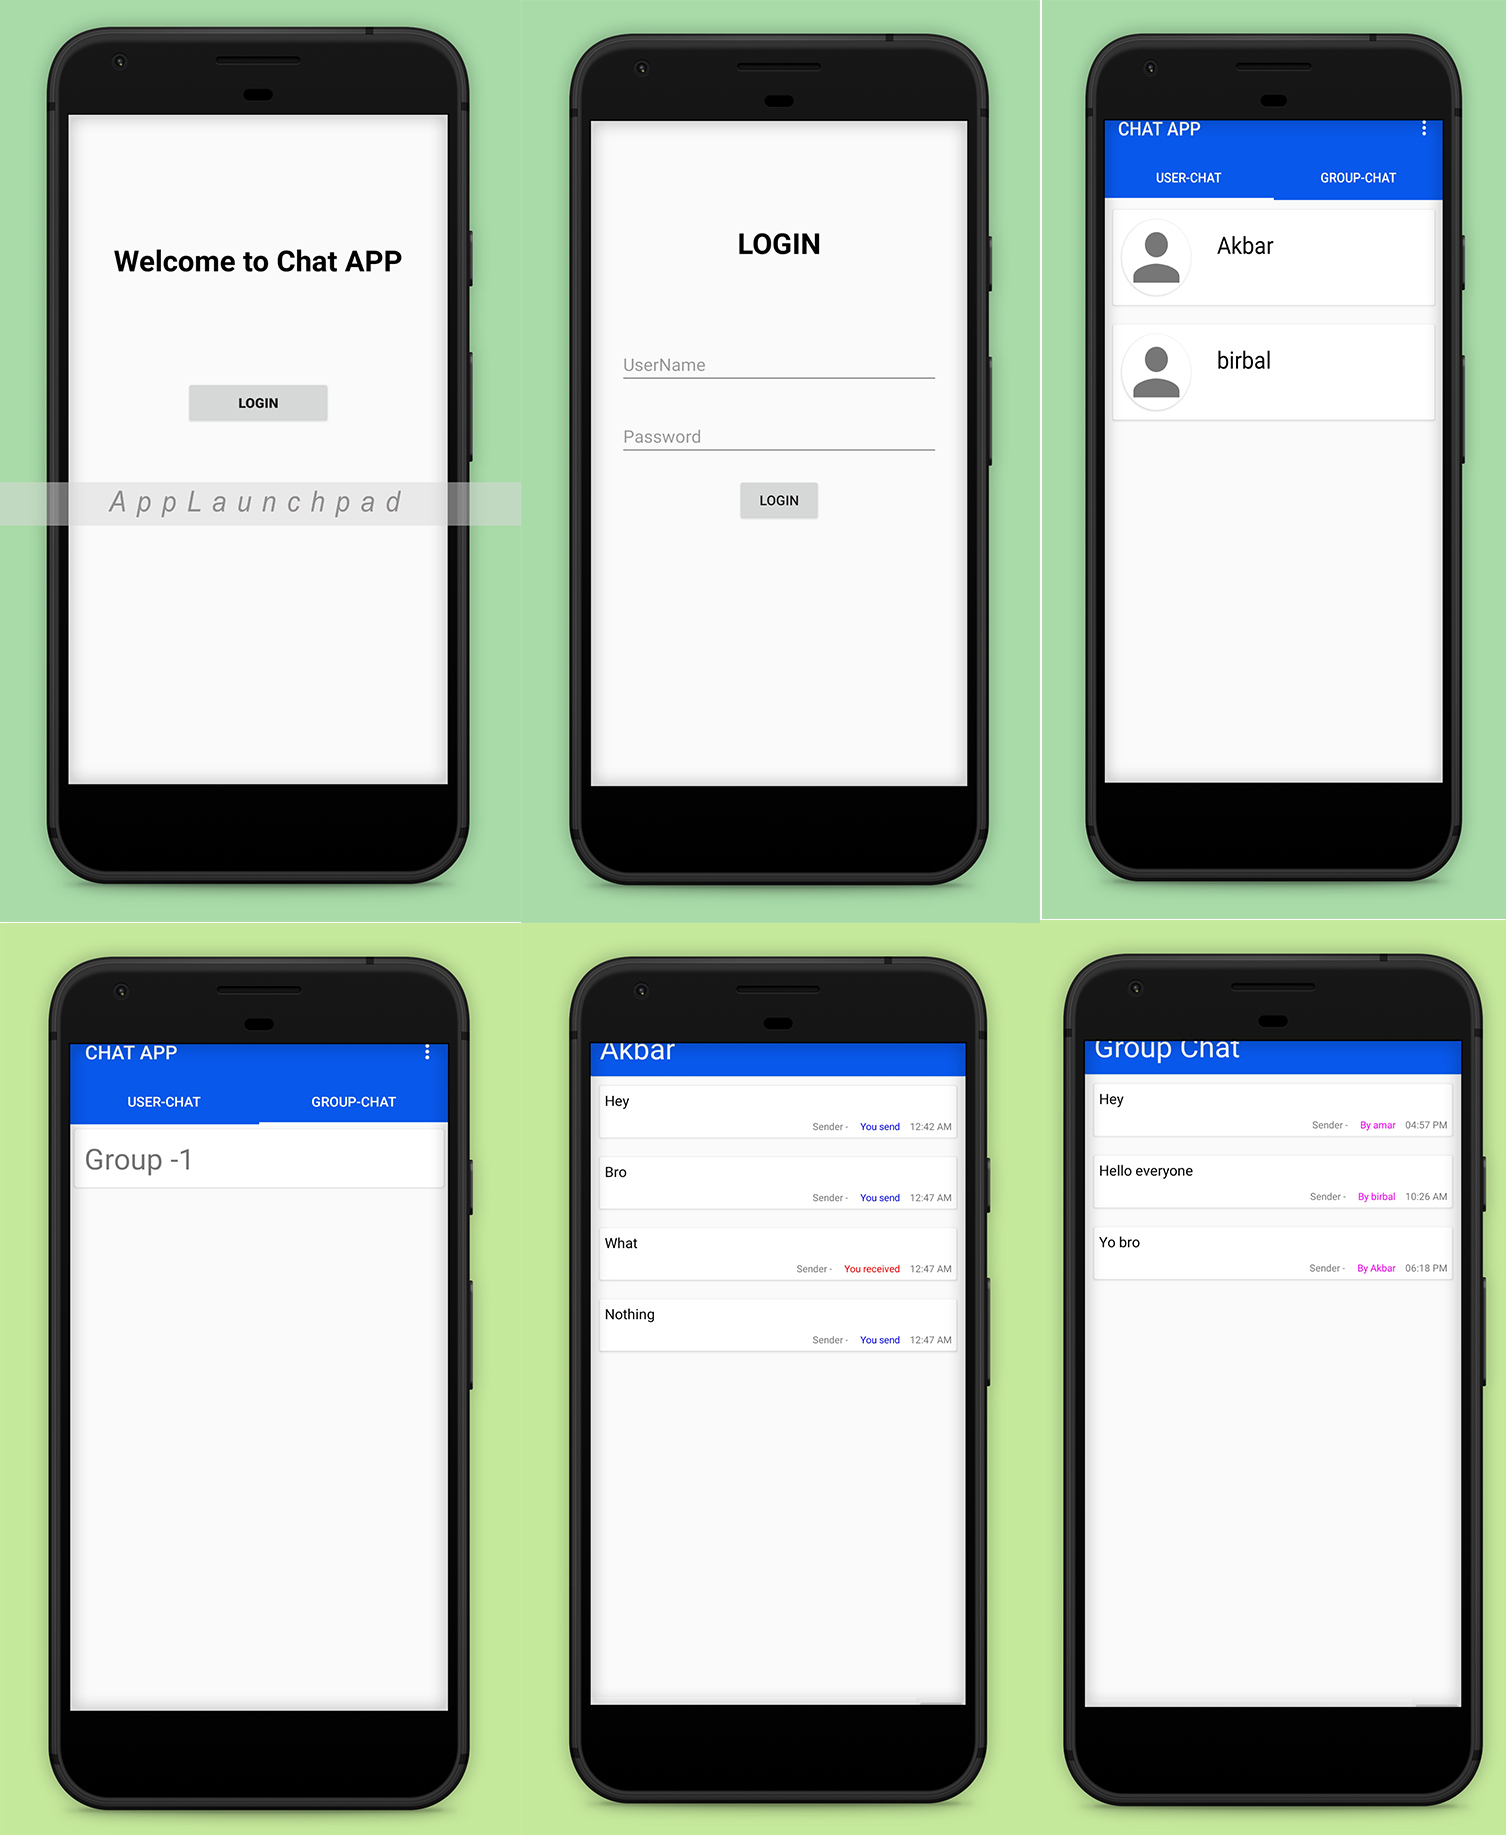 Welcome to Chat APP
LOGIN
AppLaunchpad
LOGIN
UserName
Password
LOGIN
CHAT APP
USER-CHAT GROUP-CHAT
Akbar
birbal
CHAT APP
USER-CHAT GROUP-CHAT
Group -1
Akbar
Hey
Sender - You send 12:42 AM
Bro
Sender - You send 12:47 AM
What
Sender - You received 12:47 AM
Nothing
Sender - You send 12:47 AM
Group Chat
Hey
Sender - By amar 04:57 PM
Hello everyone
Sender - By birbal 10:26 AM
Yo bro
Sender - By Akbar 06:18 PM